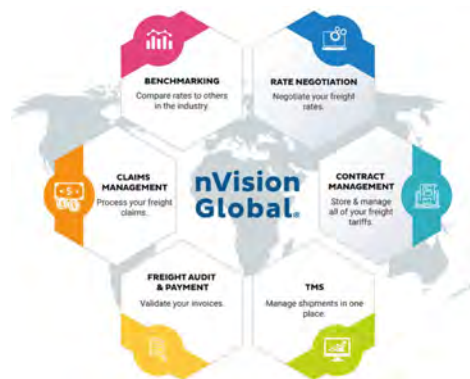 BENCHMARKING
Compare rates to others
in the industry.
RATE NEGOTIATION
Negotiate your freight
rates.
CLAIMS
MANAGEMENT
Process your freight
claims.
nVision
Global®
CONTRACT
MANAGEMENT
Store & manage
all of your freight
tariffs.
FREIGHT AUDIT
& PAYMENT
Validate your invoices.
TMS
Manage shipments in one
place.